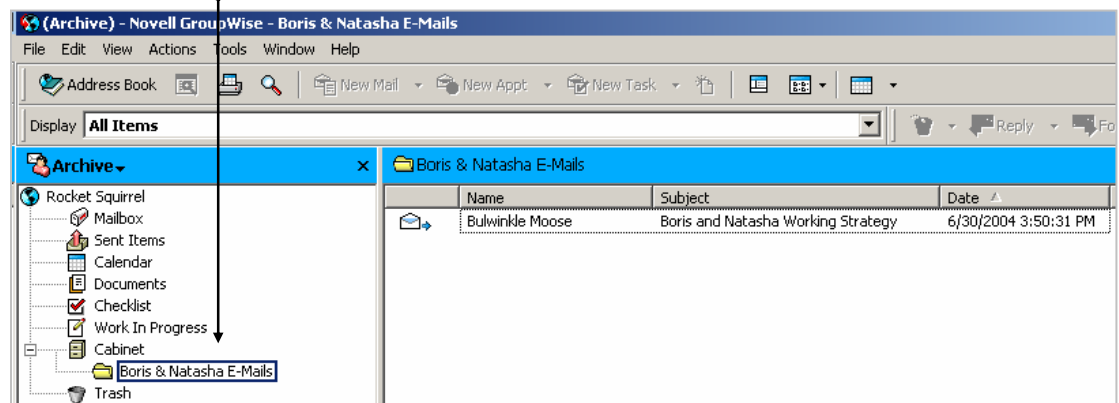 (Archive) - Novell GroupWise - Boris & Natasha E-Mails
File Edit View Actions Tools Window Help
Address Book New Mail New Appt New Task
Display All Items Reply Fo
Archive
Boris & Natasha E-Mails
Name Subject Date
Bulwinkle Moose Boris and Natasha Working Strategy 6/30/2004 3:50:31 PM
Rocket Squirrel
Mailbox
Sent Items
Calendar
Documents
Checklist
Work In Progress
Cabinet
Boris & Natasha E-Mails
Trash